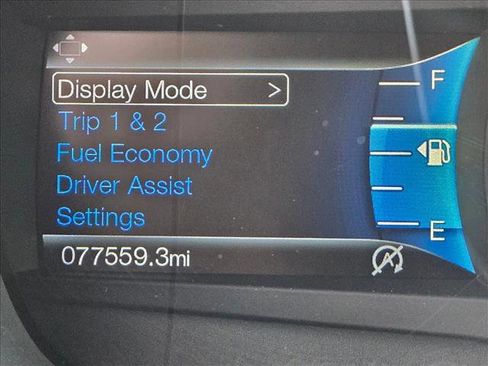 Display Mode >
Trip 1 & 2
Fuel Economy
Driver Assist
Settings
077559.3mi
F
E
A